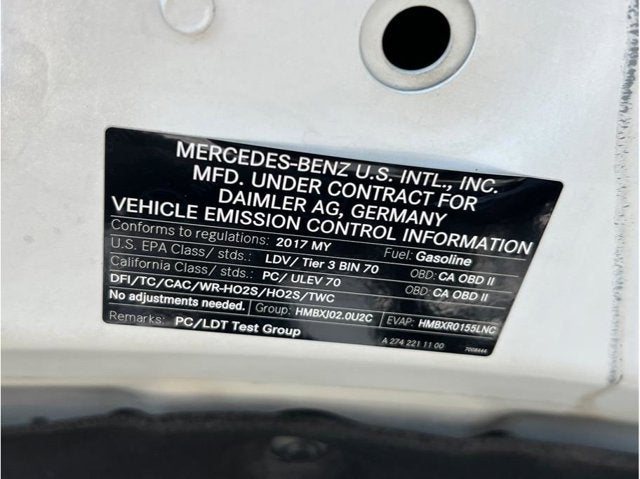 MERCEDES-BENZ U.S. INTL., INC.
MFD. UNDER CONTRACT FOR
DAIMLER AG, GERMANY
VEHICLE EMISSION CONTROL INFORMATION
Conforms to regulations: 2017 MY Fuel: Gasoline
U.S. EPA Class/ stds.: LDV/ Tier 3 BIN 70 OBD: CA OBD II
California Class/ stds.: PC/ ULEV 70 OBD: CA OBD II
DFI/TC/CAC/WR-HO2S/HO2S/TWC
No adjustments needed. Group: HMBXJ02.0U2C EVAP: HMBXR0155LNC
Remarks: PC/LDT Test Group A 274 221 11 00